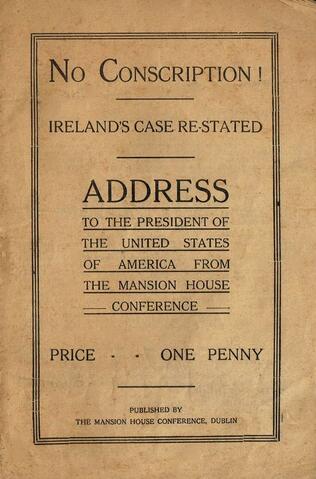 NO CONSCRIPTION!
IRELAND'S CASE RE-STATED
ADDRESS
TO THE PRESIDENT OF
THE UNITED STATES
OF AMERICA FROM
THE MANSION HOUSE
CONFERENCE
PRICE - - ONE PENNY
PUBLISHED BY
THE MANSION HOUSE CONFERENCE, DUBLIN